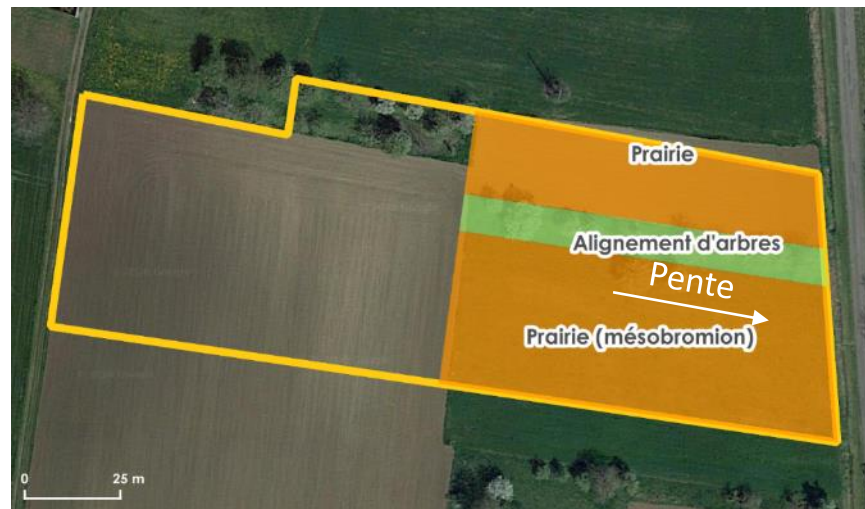 Prairie
Alignement d'arbres
Pente
Prairie (mésobromion)
0 25 m